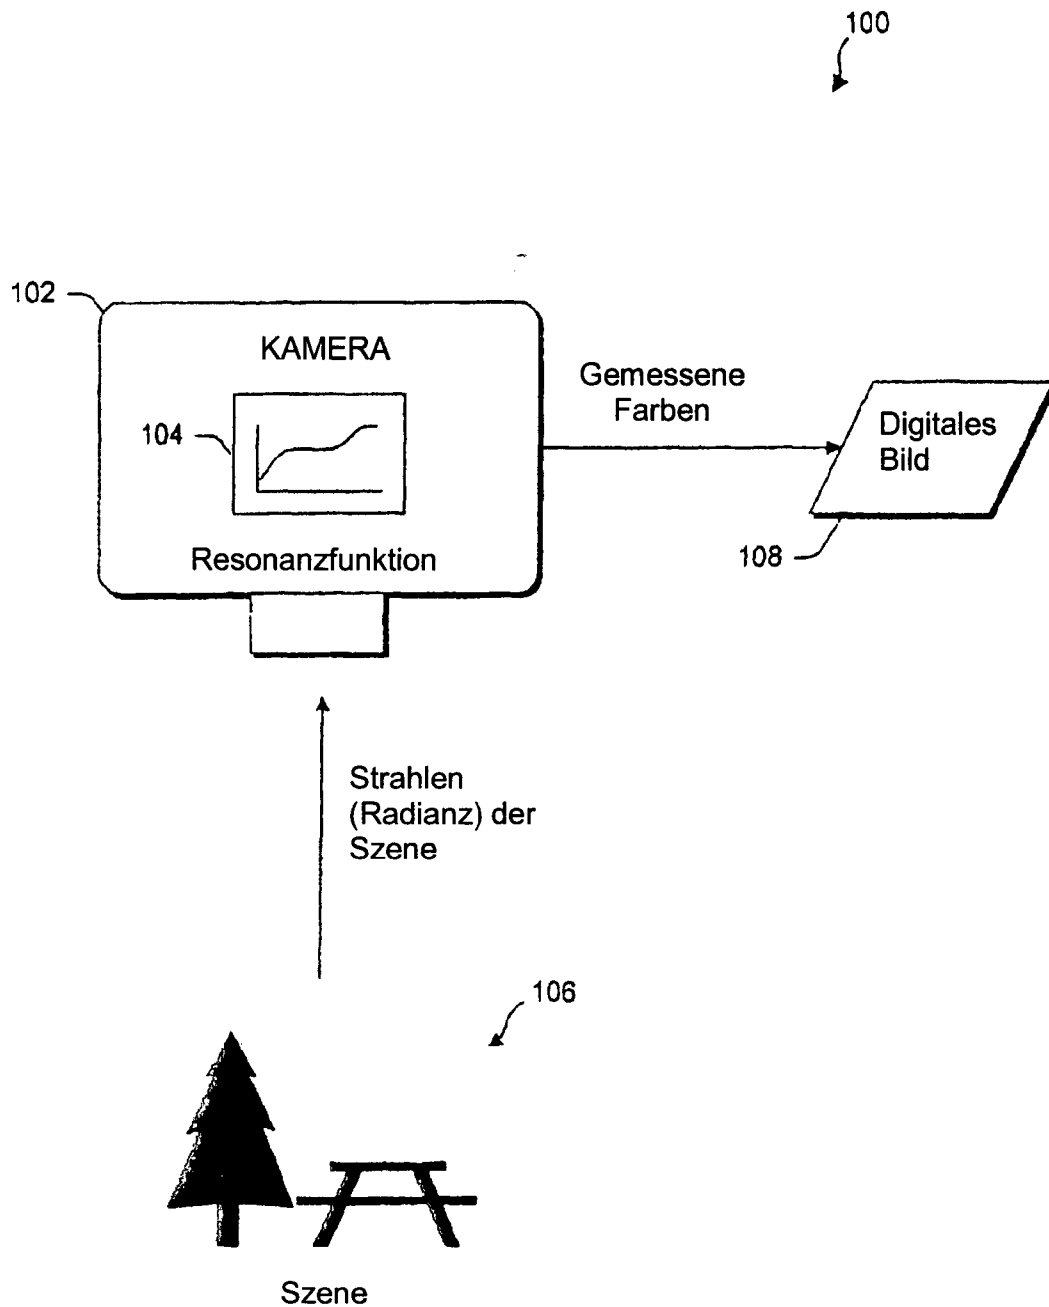 100
102
KAMERA
104
Resonanzfunktion
Gemessene
Farben
Digitales
Bild
108
Strahlen
(Radianz) der
Szene
106
Szene